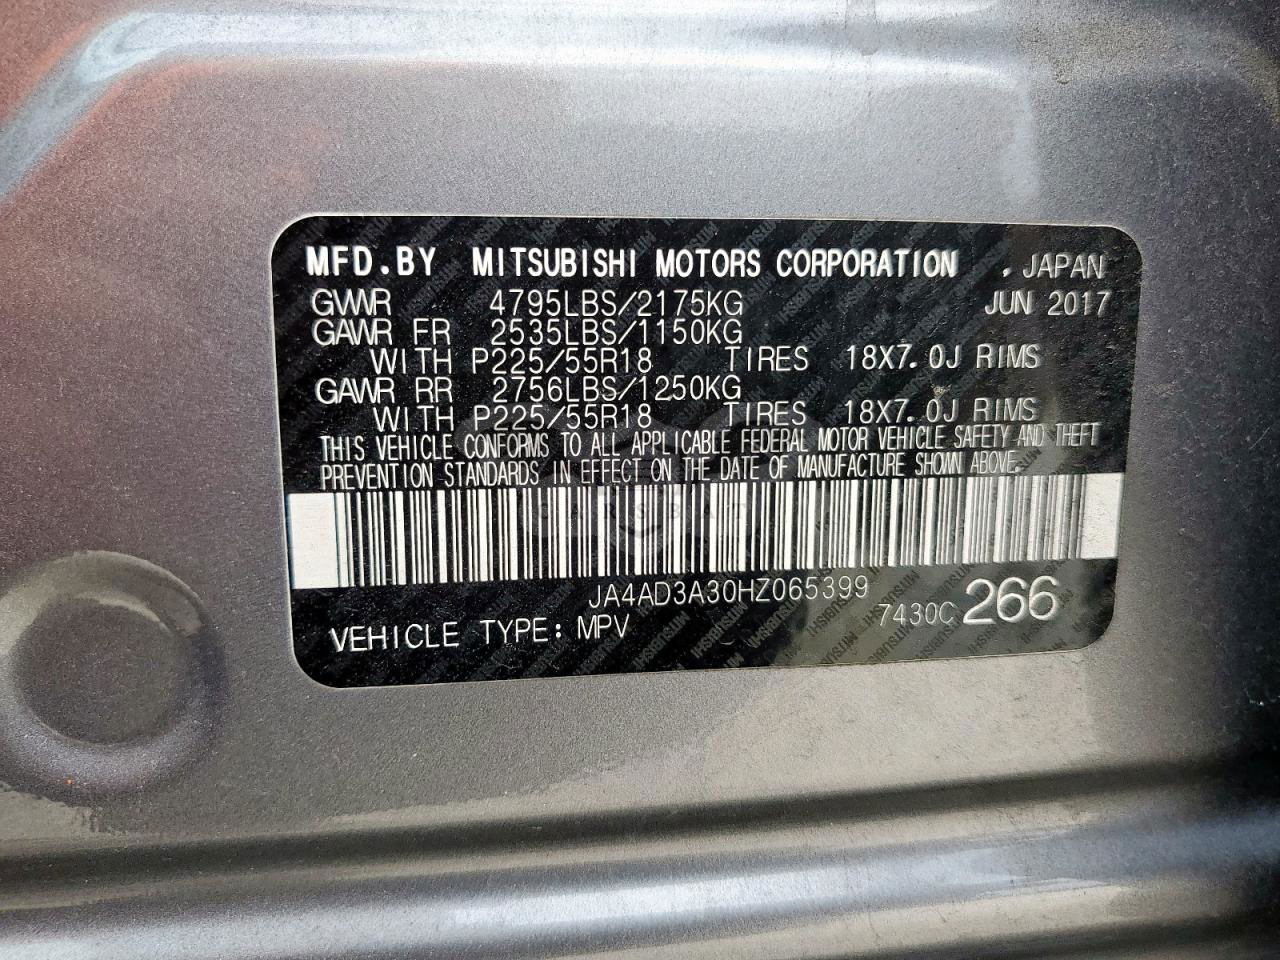 MFD.BY MITSUBISHI MOTORS CORPORATION . JAPAN
GVWR 4795LBS/2175KG JUN 2017
GAWR FR 2535LBS/1150KG
WITH P225/55R18 TIRES 18X7.0J RIMS
GAWR RR 2756LBS/1250KG
WITH P225/55R18 TIRES 18X7.0J RIMS
THIS VEHICLE CONFORMS TO ALL APPLICABLE FEDERAL MOTOR VEHICLE SAFETY AND THEFT
PREVENTION STANDARDS IN EFFECT ON THE DATE OF MANUFACTURE SHOWN ABOVE.
JA4AD3A30HZ065399
VEHICLE TYPE: MPV 7430C 266